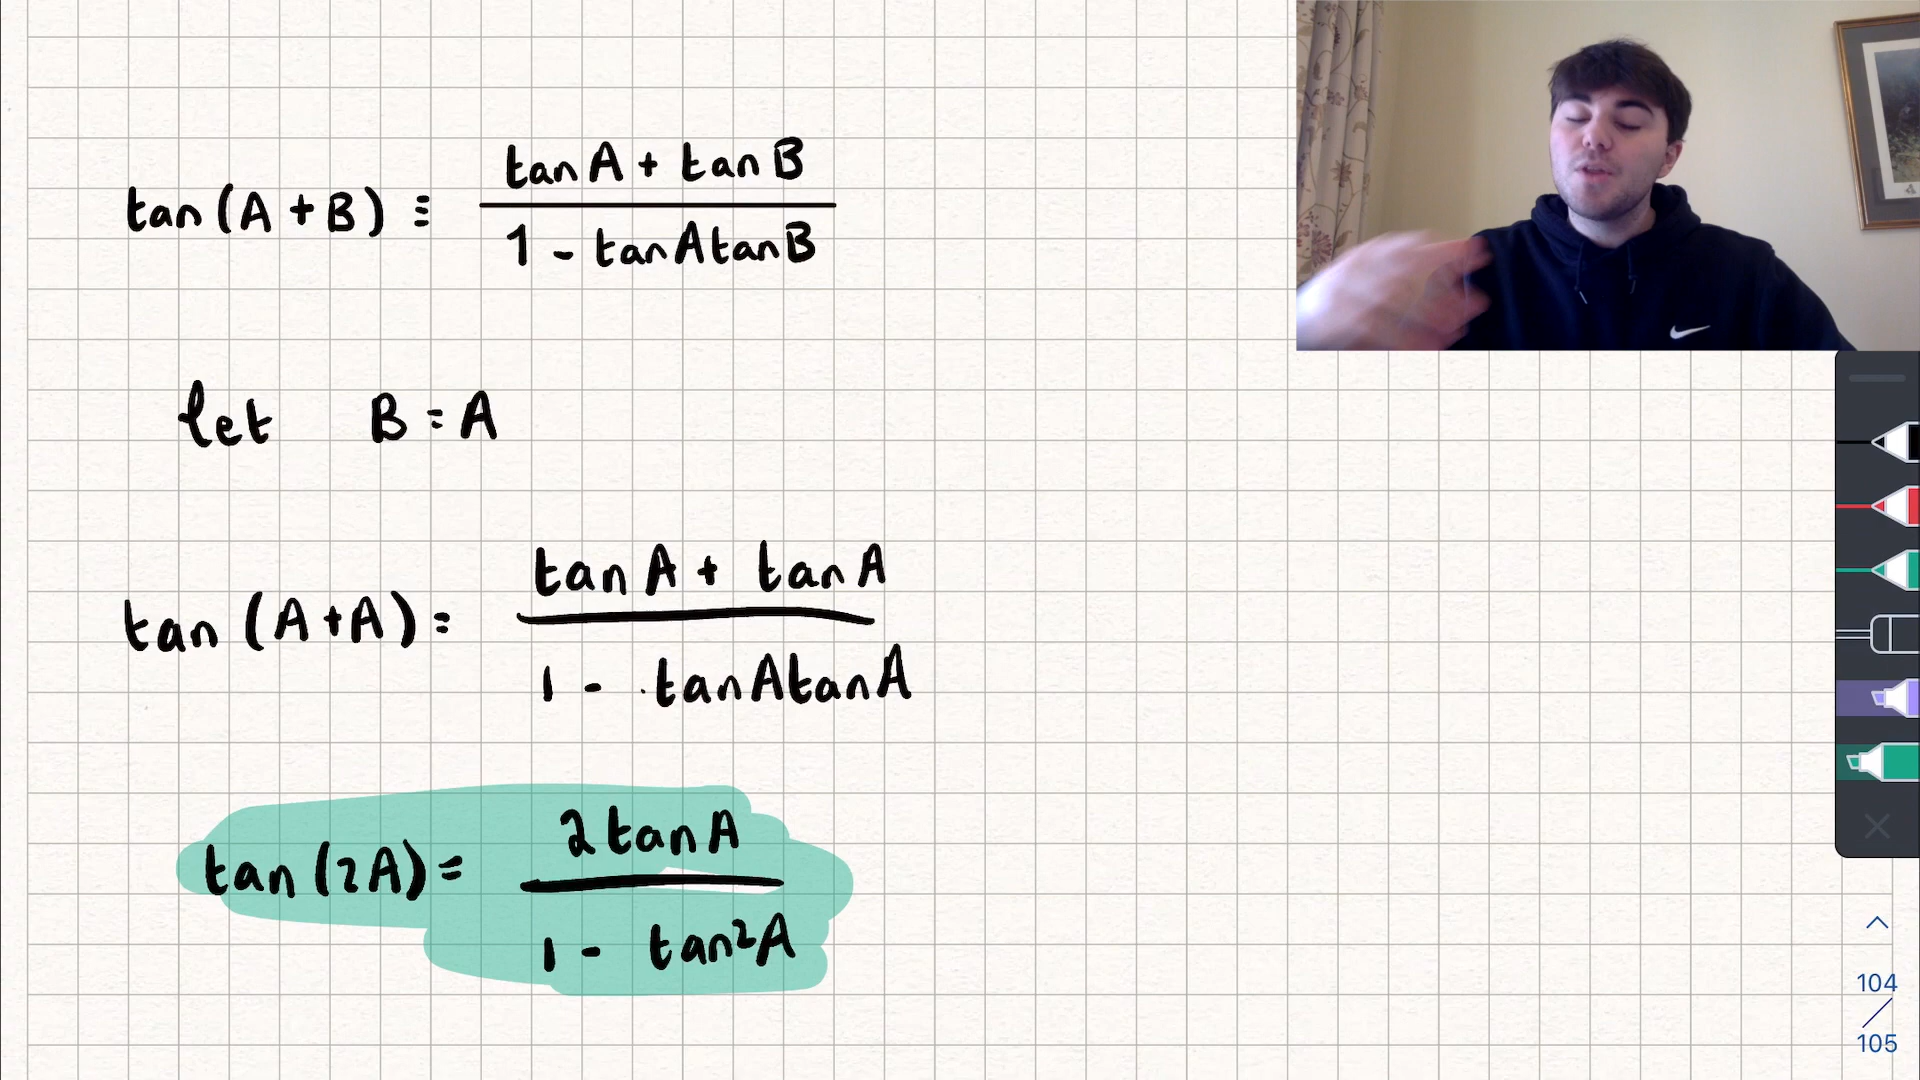 tan(A+B) ≡ tanA + tanB / 1 - tanAtanB
let B = A
tan(A+A) = tanA + tanA / 1 - tanAtanA
tan(2A) = 2tanA / 1 - tan²A
104
/
105